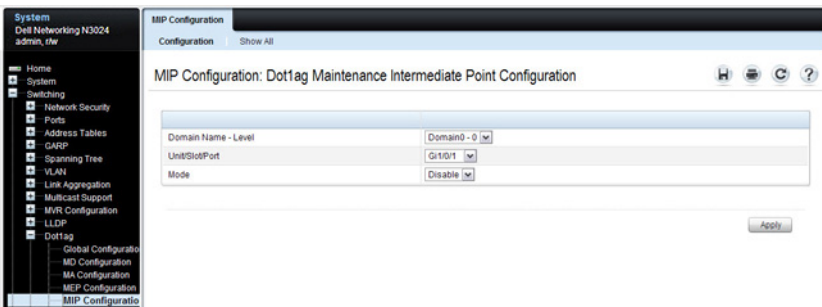 System
Dell Networking N3024
admin, r/w
Home
System
Switching
Network Security
Ports
Address Tables
GARP
Spanning Tree
VLAN
Link Aggregation
Multicast Support
MVR Configuration
LLDP
Dot1ag
Global Configuratio
MD Configuration
MA Configuration
MEP Configuration
MIP Configuratio
MIP Configuration
Configuration Show All
MIP Configuration: Dot1ag Maintenance Intermediate Point Configuration
Domain Name - Level Domain0 - 0
Unit/Slot/Port Gi1/0/1
Mode Disable
Apply